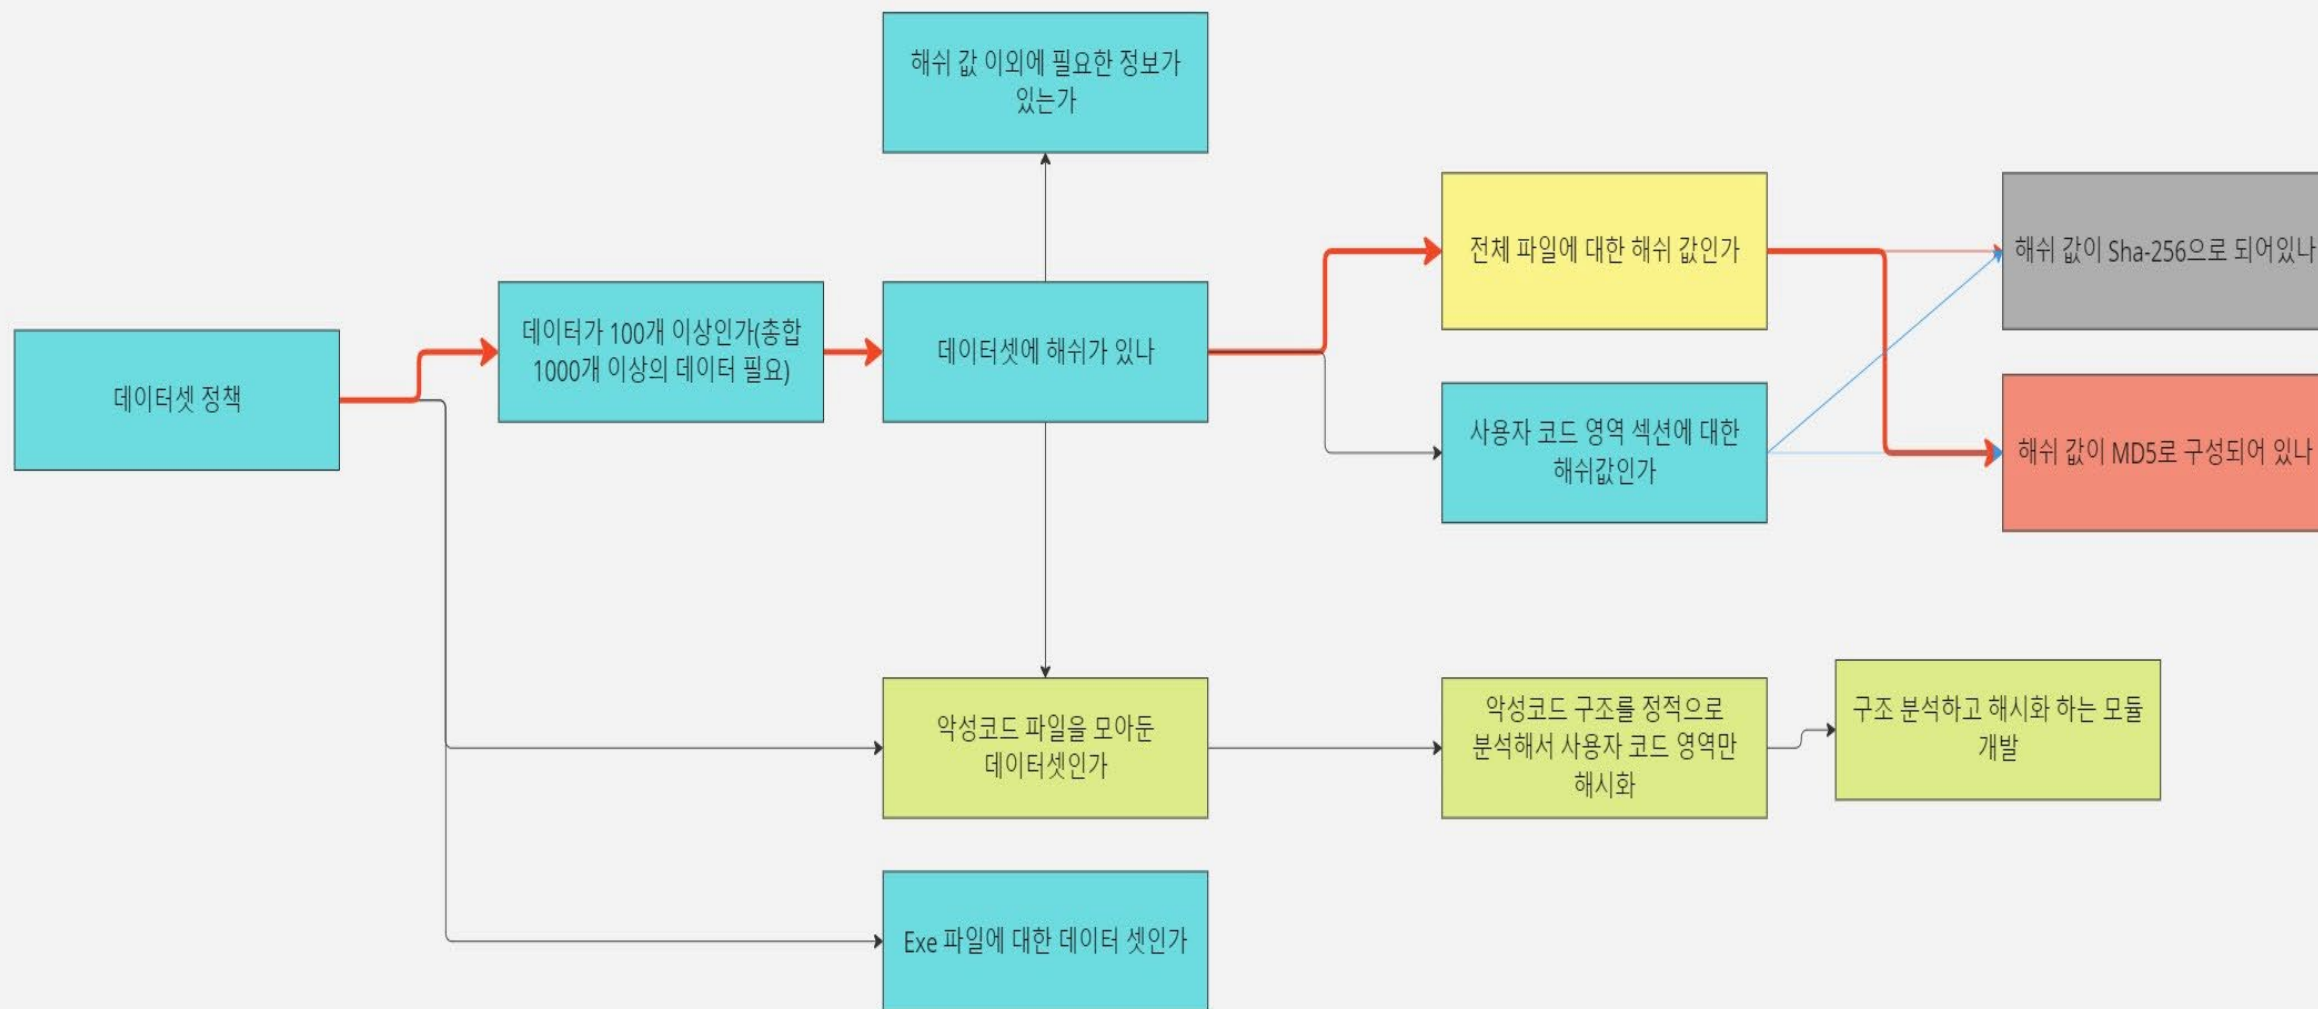 해쉬 값 이외에 필요한 정보가
있는가
전체 파일에 대한 해쉬 값인가
해쉬 값이 Sha-256으로 되어있나
데이터가 100개 이상인가(총합
1000개 이상의 데이터 필요)
데이터셋에 해쉬가 있나
데이터셋 정책
사용자 코드 영역 섹션에 대한
해쉬값인가
해쉬 값이 MD5로 구성되어 있나
악성코드 파일을 모아둔
데이터셋인가
악성코드 구조를 정적으로
분석해서 사용자 코드 영역만
해시화
구조 분석하고 해시화 하는 모듈
개발
Exe 파일에 대한 데이터 셋인가